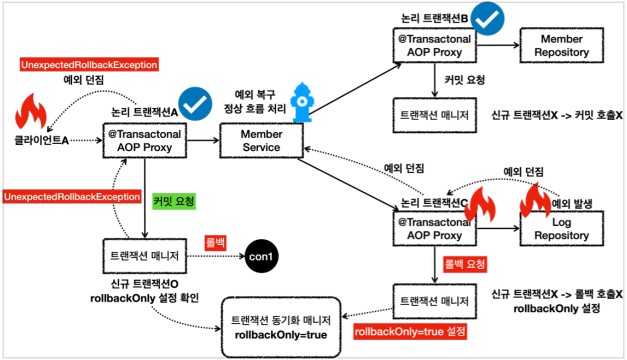 논리 트랜잭션B
@Transactonal
AOP Proxy
Member
Repository
커밋 요청
트랜잭션 매니저
신규 트랜잭션X -> 커밋 호출X
UnexpectedRollbackException
예외 던짐
논리 트랜잭션A
클라이언트A
@Transactonal
AOP Proxy
예외 복구
정상 흐름 처리
Member
Service
예외 던짐
논리 트랜잭션C
@Transactonal
AOP Proxy
예외 던짐
예외 발생
Log
Repository
UnexpectedRollbackException
커밋 요청
롤백 요청
트랜잭션 매니저
롤백
con1
신규 트랜잭션O
rollbackOnly 설정 확인
트랜잭션 매니저
신규 트랜잭션X -> 롤백 호출X
rollbackOnly 설정
rollbackOnly=true 설정
트랜잭션 동기화 매니저
rollbackOnly=true